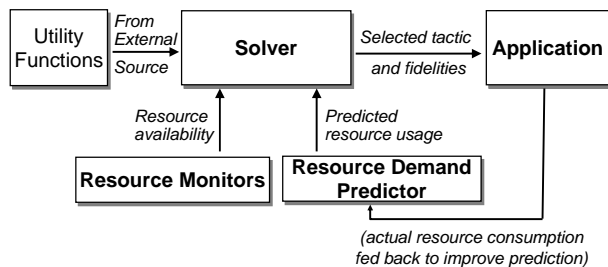 Utility
Functions
From
External
Source
Solver
Selected tactic
and fidelities
Application
Resource
availability
Predicted
resource usage
Resource Monitors
Resource Demand
Predictor
(actual resource consumption
fed back to improve prediction)